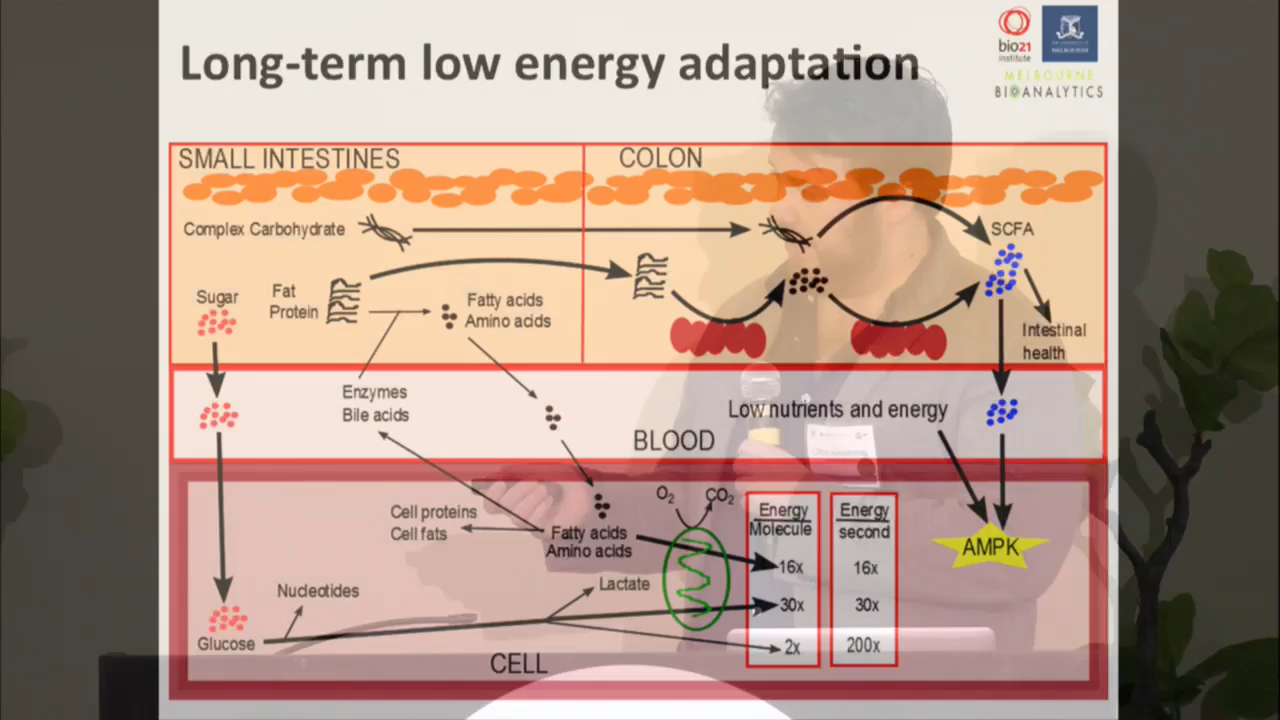 Long-term low energy adaptation
bio21
institute
MELBOURNE
MELBOURNE
BIOANALYTICS
SMALL INTESTINES
COLON
Complex Carbohydrate
SCFA
Sugar
Fat
Protein
Fatty acids
Amino acids
Intestinal
health
Enzymes
Bile acids
Low nutrients and energy
BLOOD
O2
CO2
Cell proteins
Cell fats
Fatty acids
Amino acids
Energy
Molecule
Energy
second
AMPK
16x
16x
Nucleotides
Lactate
30x
30x
Glucose
2x
200x
CELL